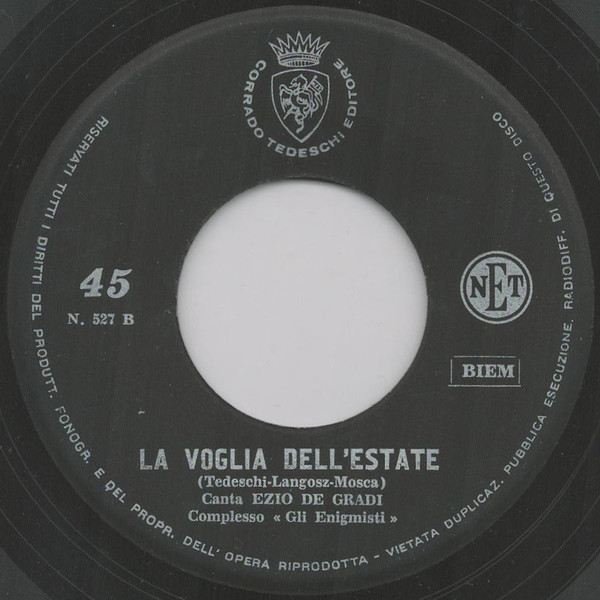 CORRADO TEDESCHI EDITORE
45
N. 527 B
NET
BIEM
LA VOGLIA DELL'ESTATE
(Tedeschi-Langosz-Mosca)
Canta EZIO DE GRADI
Complesso « Gli Enigmisti »
RISERVATI TUTTI I DIRITTI DEL PRODUTT. FONOGR. E DEL PROPR. DELL' OPERA RIPRODOTTA - VIETATA DUPLICAZ. PUBBLICA ESECUZIONE. RADIODIFF. DI QUESTO DISCO